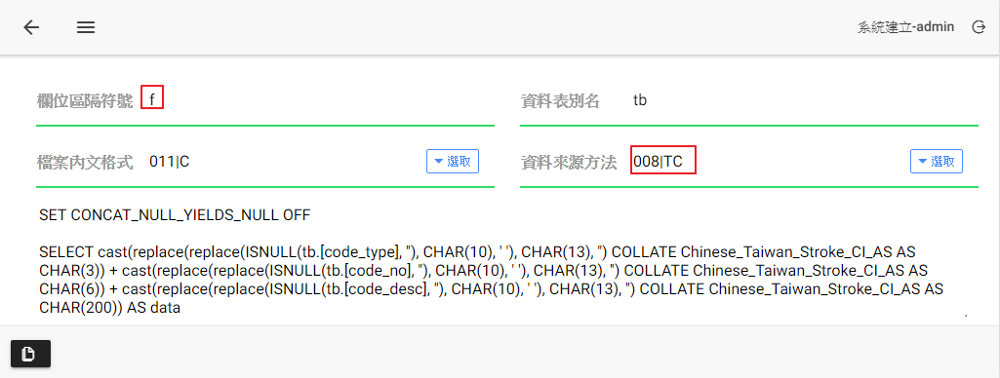 系統建立-admin
欄位區隔符號 f
資料表別名 tb
檔案內文格式 011|C 選取
資料來源方法 008|TC 選取
SET CONCAT_NULL_YIELDS_NULL OFF
SELECT cast(replace(replace(ISNULL(tb.[code_type], ''), CHAR(10), ' '), CHAR(13), '') COLLATE Chinese_Taiwan_Stroke_CI_AS AS
CHAR(3)) + cast(replace(replace(ISNULL(tb.[code_no], ''), CHAR(10), ' '), CHAR(13), '') COLLATE Chinese_Taiwan_Stroke_CI_AS AS
CHAR(6)) + cast(replace(replace(ISNULL(tb.[code_desc], ''), CHAR(10), ' '), CHAR(13), '') COLLATE Chinese_Taiwan_Stroke_CI_AS AS
CHAR(200)) AS data